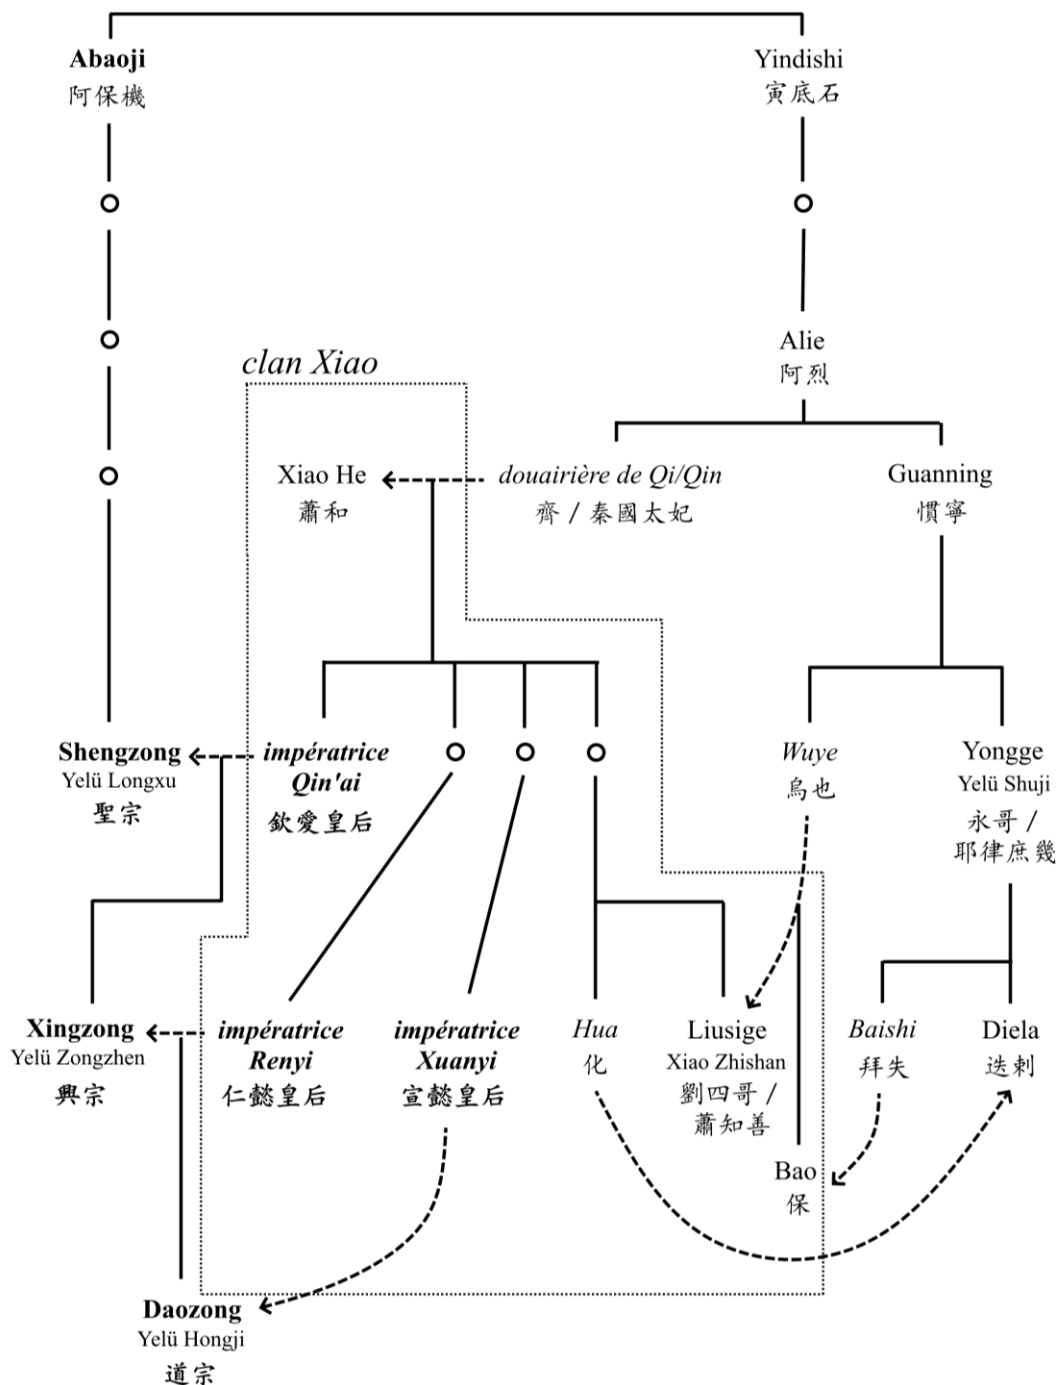 Abaoji
阿保機
Yindishi
寅底石
Alie
阿烈
clan Xiao
Xiao He
蕭和
douairière de Qi/Qin
齊 / 秦國太妃
Guanning
慣寧
Shengzong
Yelü Longxu
聖宗
impératrice
Qin'ai
欽愛皇后
Wuye
烏也
Yongge
Yelü Shuji
永哥 /
耶律庶幾
Xingzong
Yelü Zongzhen
興宗
impératrice
Renyi
仁懿皇后
impératrice
Xuanyi
宣懿皇后
Hua
化
Liusige
Xiao Zhishan
劉四哥 /
蕭知善
Baishi
拜失
Diela
迭剌
Bao
保
Daozong
Yelü Hongji
道宗